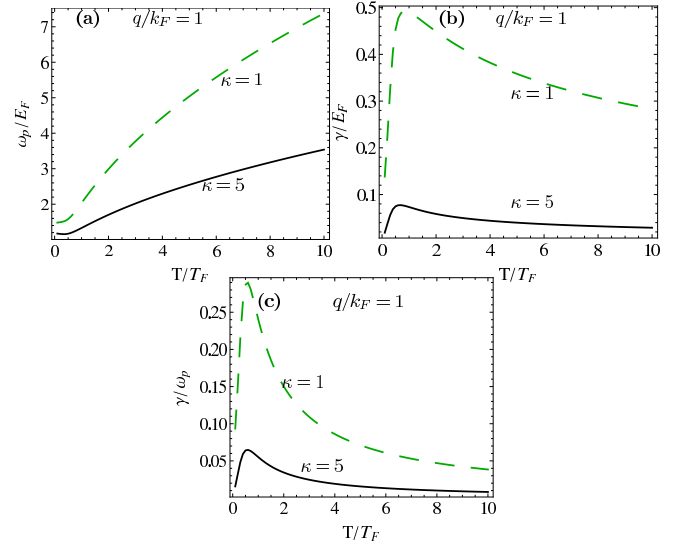 (a) q/k_F = 1
7
6
5
4
3
2
ω_p/E_F
κ = 1
κ = 5
0 2 4 6 8 10
T/T_F
(b) q/k_F = 1
0.5
0.4
0.3
0.2
0.1
γ/E_F
κ = 1
κ = 5
0 2 4 6 8 10
T/T_F
(c) q/k_F = 1
0.25
0.20
0.15
0.10
0.05
γ/ω_p
κ = 1
κ = 5
0 2 4 6 8 10
T/T_F